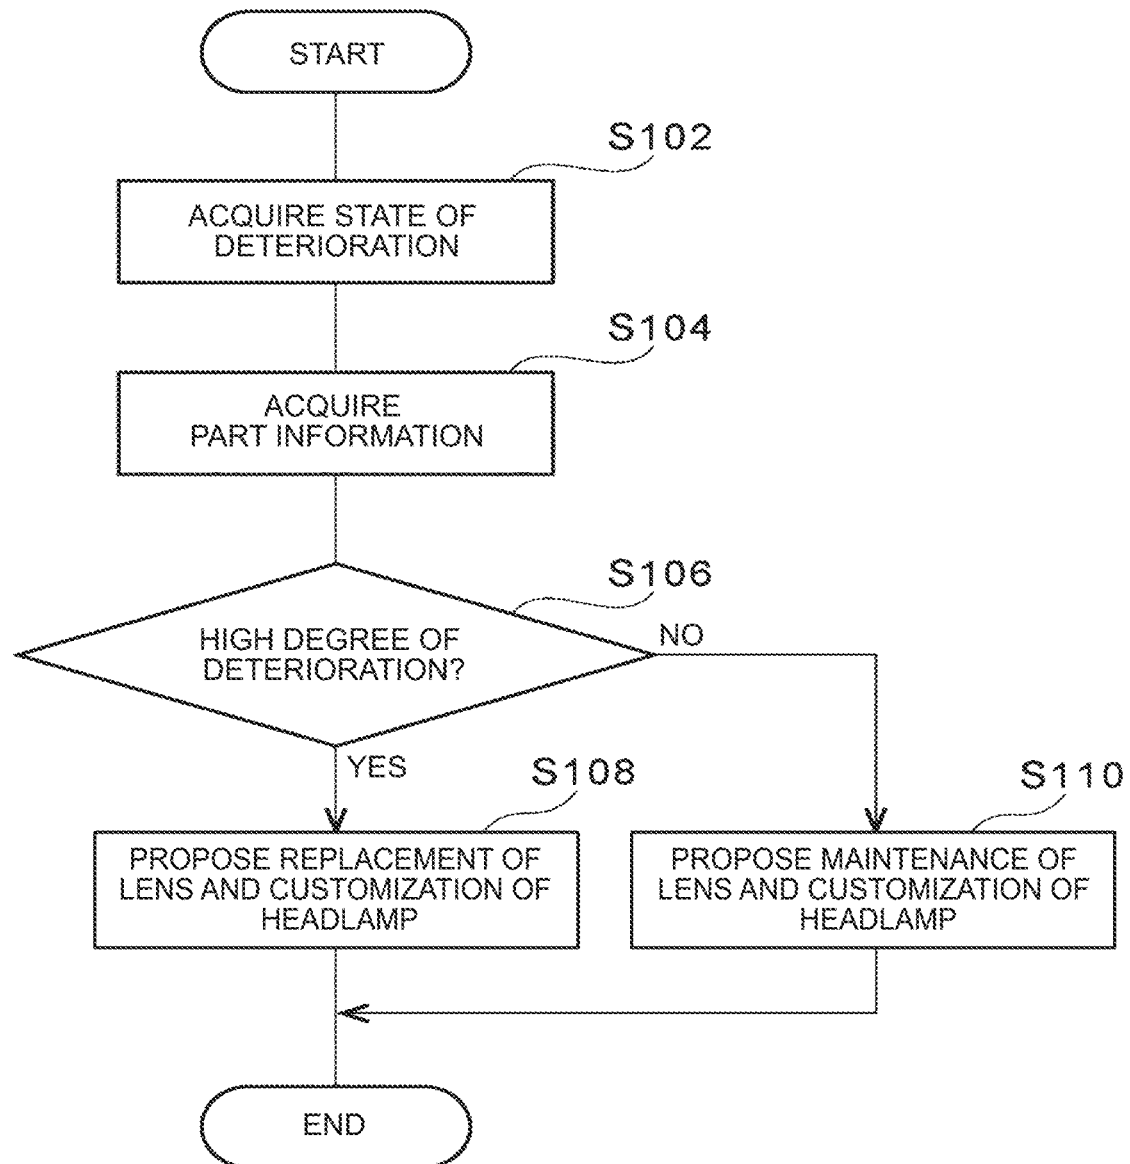 START
S102
ACQUIRE STATE OF
DETERIORATION
S104
ACQUIRE
PART INFORMATION
S106
HIGH DEGREE OF
DETERIORATION?
NO
YES
S108
PROPOSE REPLACEMENT OF
LENS AND CUSTOMIZATION OF
HEADLAMP
S110
PROPOSE MAINTENANCE OF
LENS AND CUSTOMIZATION OF
HEADLAMP
END